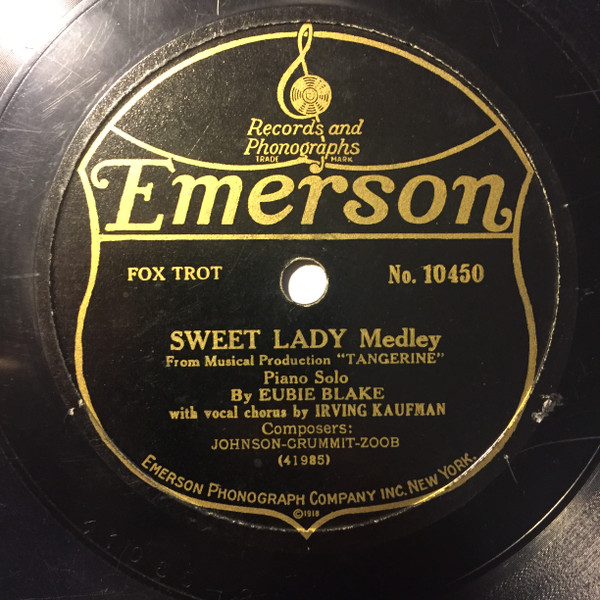 Records and
Phonographs
TRADE MARK
Emerson
FOX TROT
No. 10450
SWEET LADY Medley
From Musical Production "TANGERINE"
Piano Solo
By EUBIE BLAKE
with vocal chorus by IRVING KAUFMAN
Composers:
JOHNSON-CRUMMIT-ZOOB
(41985)
EMERSON PHONOGRAPH COMPANY INC. NEW YORK.
©1918